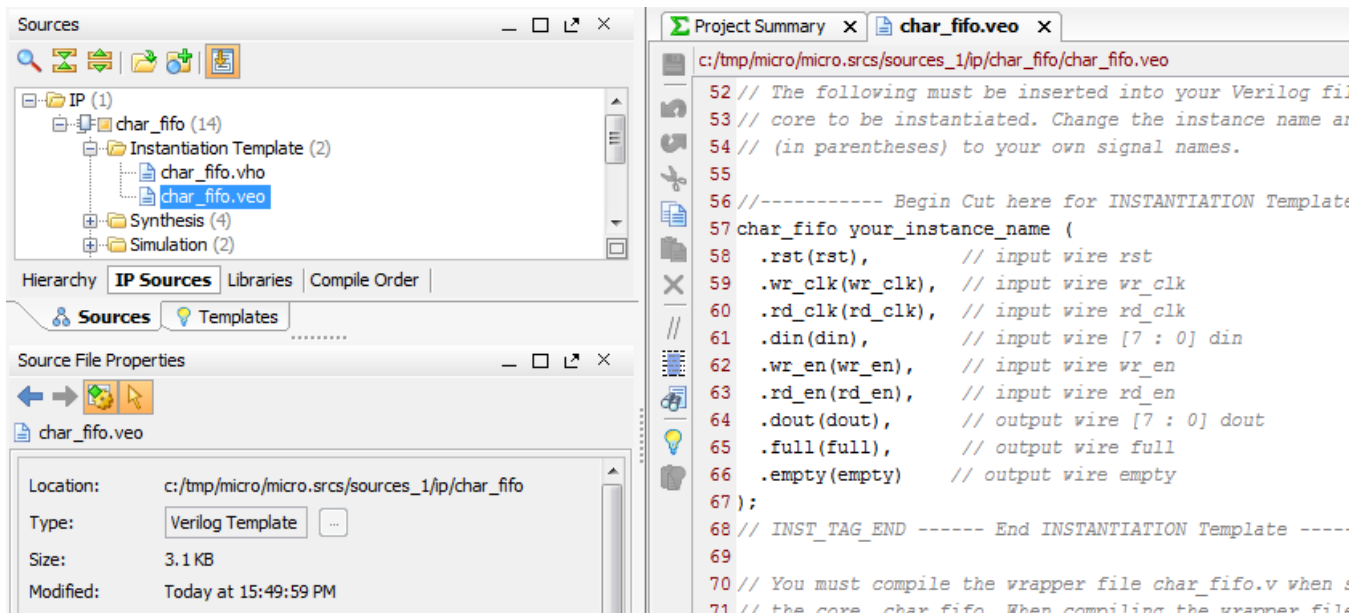 Sources
IP (1)
char_fifo (14)
Instantiation Template (2)
char_fifo.vho
char_fifo.veo
Synthesis (4)
Simulation (2)
Hierarchy IP Sources Libraries Compile Order
Sources Templates
Source File Properties
char_fifo.veo
Location: c:/tmp/micro/micro.srcs/sources_1/ip/char_fifo
Type: Verilog Template ...
Size: 3.1 KB
Modified: Today at 15:49:59 PM
Project Summary char_fifo.veo
c:/tmp/micro/micro.srcs/sources_1/ip/char_fifo/char_fifo.veo
52 // The following must be inserted into your Verilog fil
53 // core to be instantiated. Change the instance name an
54 // (in parentheses) to your own signal names.
55
56 //----------- Begin Cut here for INSTANTIATION Template
57 char_fifo your_instance_name (
58 .rst(rst), // input wire rst
59 .wr_clk(wr_clk), // input wire wr_clk
60 .rd_clk(rd_clk), // input wire rd_clk
61 .din(din), // input wire [7 : 0] din
62 .wr_en(wr_en), // input wire wr_en
63 .rd_en(rd_en), // input wire rd_en
64 .dout(dout), // output wire [7 : 0] dout
65 .full(full), // output wire full
66 .empty(empty) // output wire empty
67 );
68 // INST_TAG_END ------ End INSTANTIATION Template -----
69
70 // You must compile the wrapper file char_fifo.v when s
71 // the core, char_fifo. When compiling the wrapper file